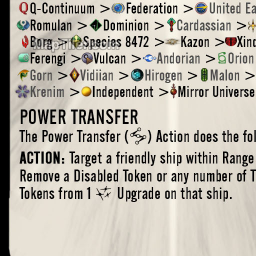 Q-Continuum > Federation > United Ea
Romulan > Dominion > Cardassian >
Borg > Species 8472 > Kazon > Xind
Ferengi > Vulcan > Andorian > Orion
Gorn > Vidiian > Hirogen > Malon >
Krenim > Independent > Mirror Universe
POWER TRANSFER
The Power Transfer ( ) Action does the fol
ACTION: Target a friendly ship within Range
Remove a Disabled Token or any number of T
Tokens from 1 Upgrade on that ship.